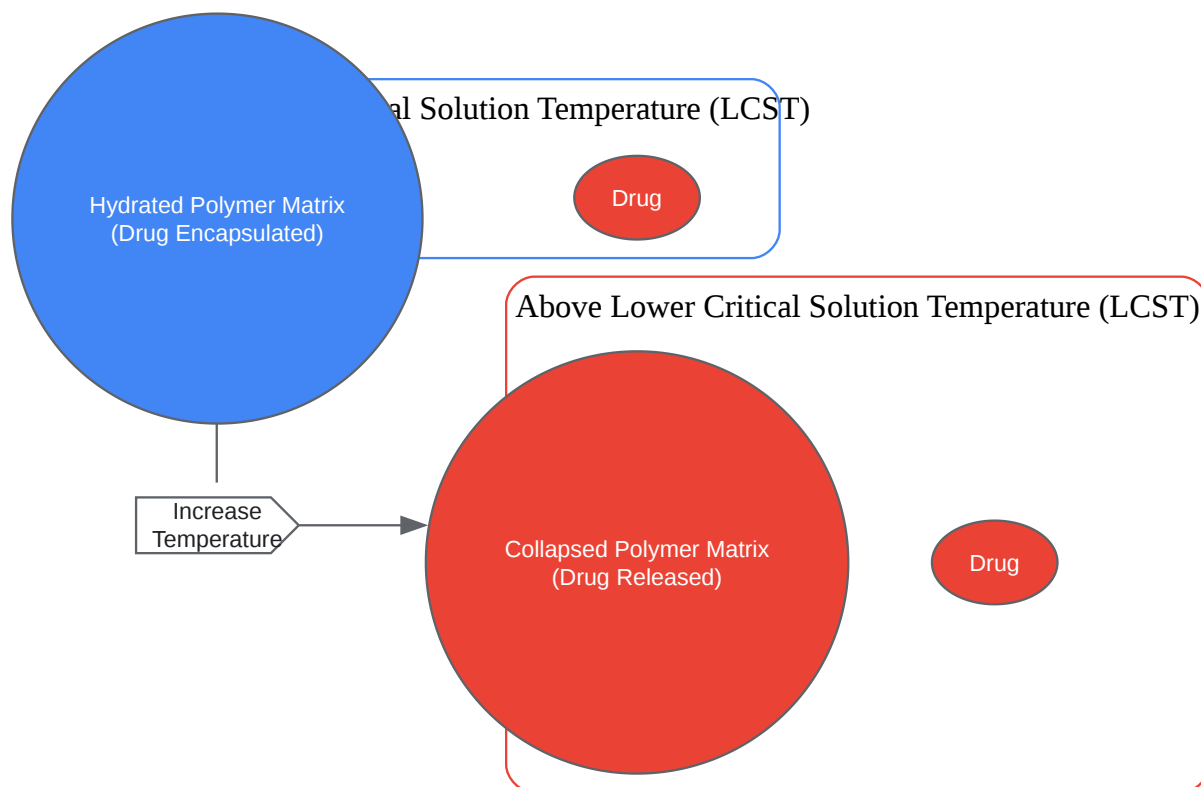 al Solution Temperature (LCST)
Hydrated Polymer Matrix
(Drug Encapsulated)
Drug
Above Lower Critical Solution Temperature (LCST)
Increase
Temperature
Collapsed Polymer Matrix
(Drug Released)
Drug